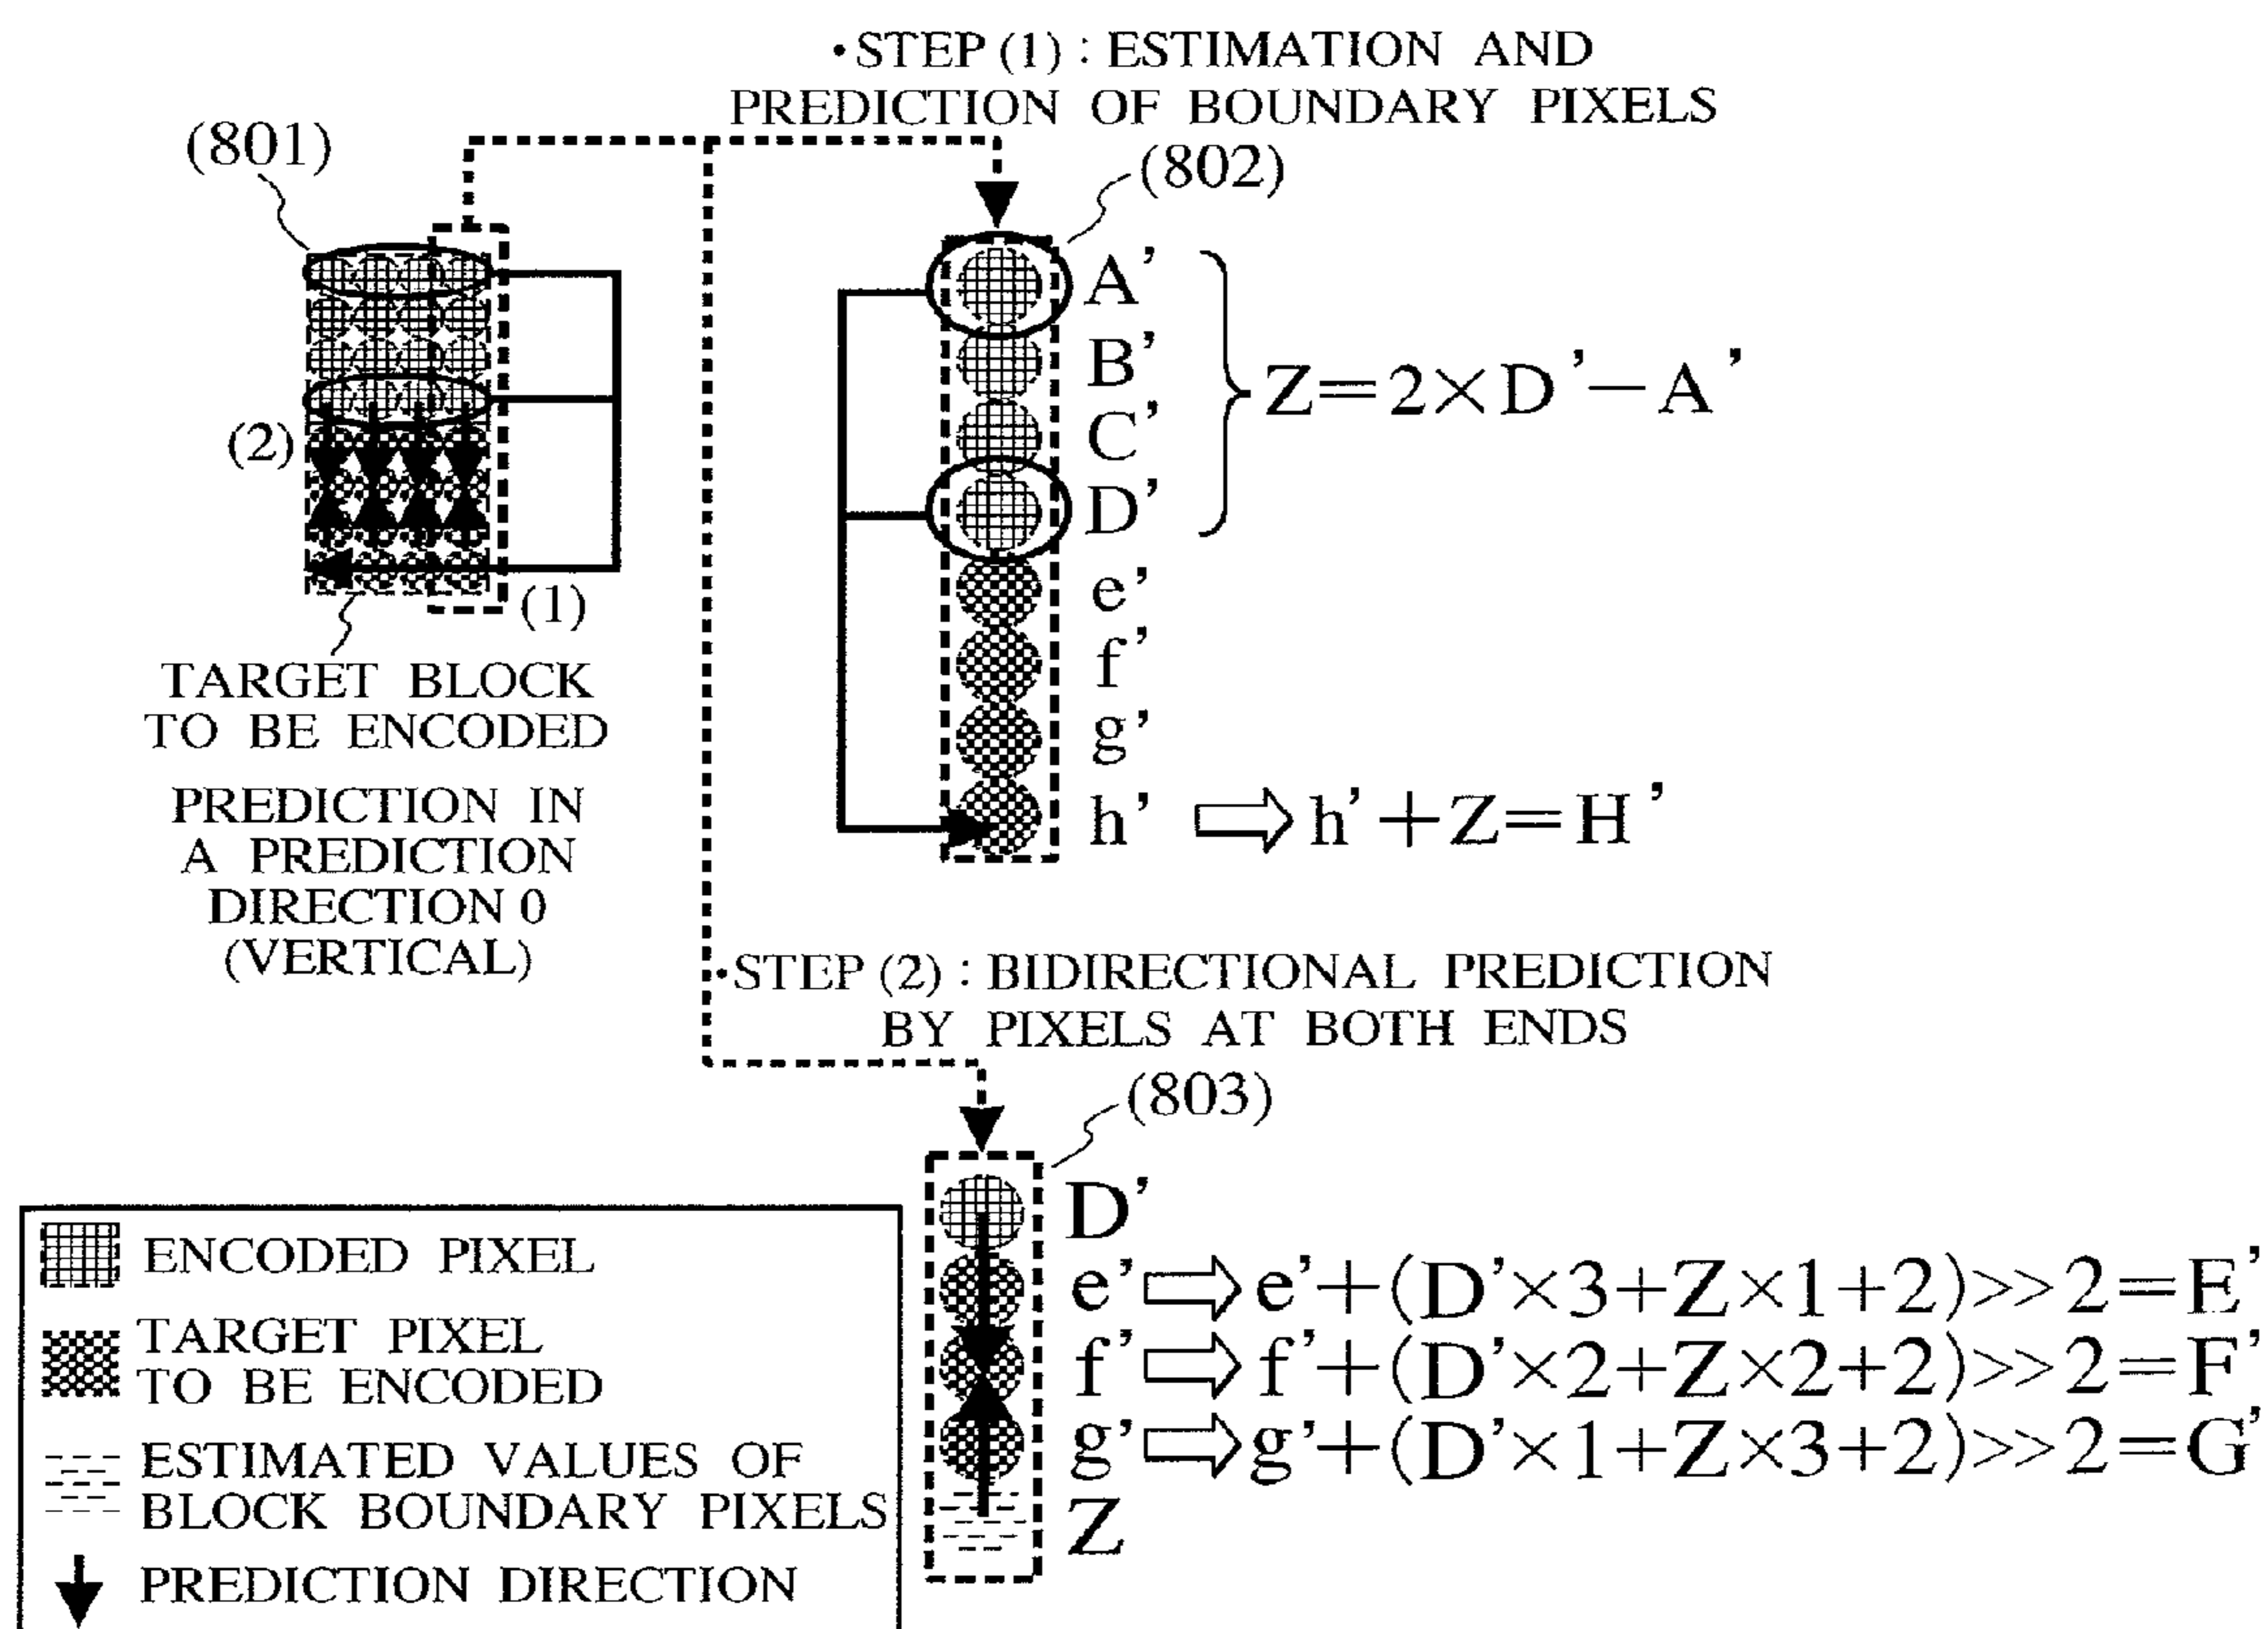 •STEP (1) : ESTIMATION AND
PREDICTION OF BOUNDARY PIXELS
(801)
(802)
A'
B'
C'
D'
Z=2×D'−A'
e'
f'
g'
h' ⇨ h'+Z=H'
(2)
(1)
TARGET BLOCK
TO BE ENCODED
PREDICTION IN
A PREDICTION
DIRECTION 0
(VERTICAL)
•STEP (2) : BIDIRECTIONAL PREDICTION
BY PIXELS AT BOTH ENDS
(803)
D'
e' ⇨ e'+(D'×3+Z×1+2)>>2=E'
f' ⇨ f'+(D'×2+Z×2+2)>>2=F'
g' ⇨ g'+(D'×1+Z×3+2)>>2=G'
Z
ENCODED PIXEL
TARGET PIXEL
TO BE ENCODED
ESTIMATED VALUES OF
BLOCK BOUNDARY PIXELS
PREDICTION DIRECTION